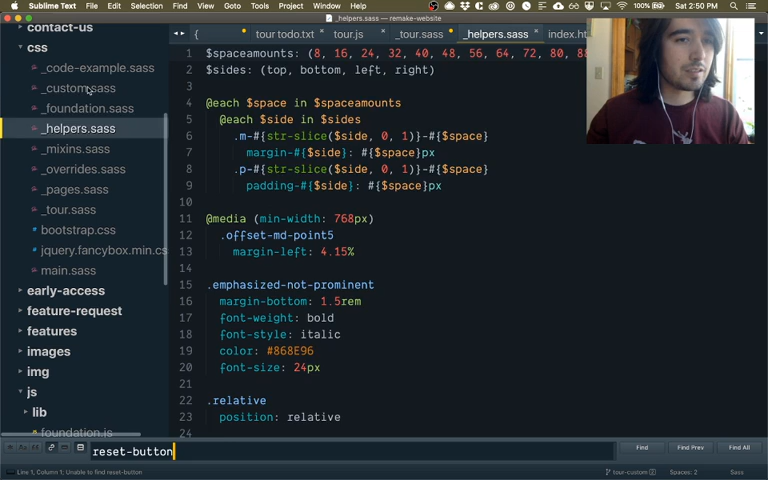 Sublime Text File Edit Selection Find View Goto Tools Project Window Help 100% Sat 2:50 PM
_helpers.sass — remake-website
contact-us
css
_code-example.sass
_custom.sass
_foundation.sass
_helpers.sass
_mixins.sass
_overrides.sass
_pages.sass
_tour.sass
bootstrap.css
jquery.fancybox.min.cs
main.sass
early-access
feature-request
features
images
img
js
lib
foundation.js
{ tour todo.txt tour.js _tour.sass _helpers.sass index.ht
1 $spaceamounts: (8, 16, 24, 32, 40, 48, 56, 64, 72, 80, 88
2 $sides: (top, bottom, left, right)
3
4 @each $space in $spaceamounts
5 @each $side in $sides
6 .m-#{str-slice($side, 0, 1)}-#{$space}
7 margin-#{$side}: #{$space}px
8 .p-#{str-slice($side, 0, 1)}-#{$space}
9 padding-#{$side}: #{$space}px
10
11 @media (min-width: 768px)
12 .offset-md-point5
13 margin-left: 4.15%
14
15 .emphasized-not-prominent
16 margin-bottom: 1.5rem
17 font-weight: bold
18 font-style: italic
19 color: #868E96
20 font-size: 24px
21
22 .relative
23 position: relative
24
reset-button Find Find Prev Find All
Line 1, Column 1; Unable to find reset-button tour-custom Spaces: 2 Sass